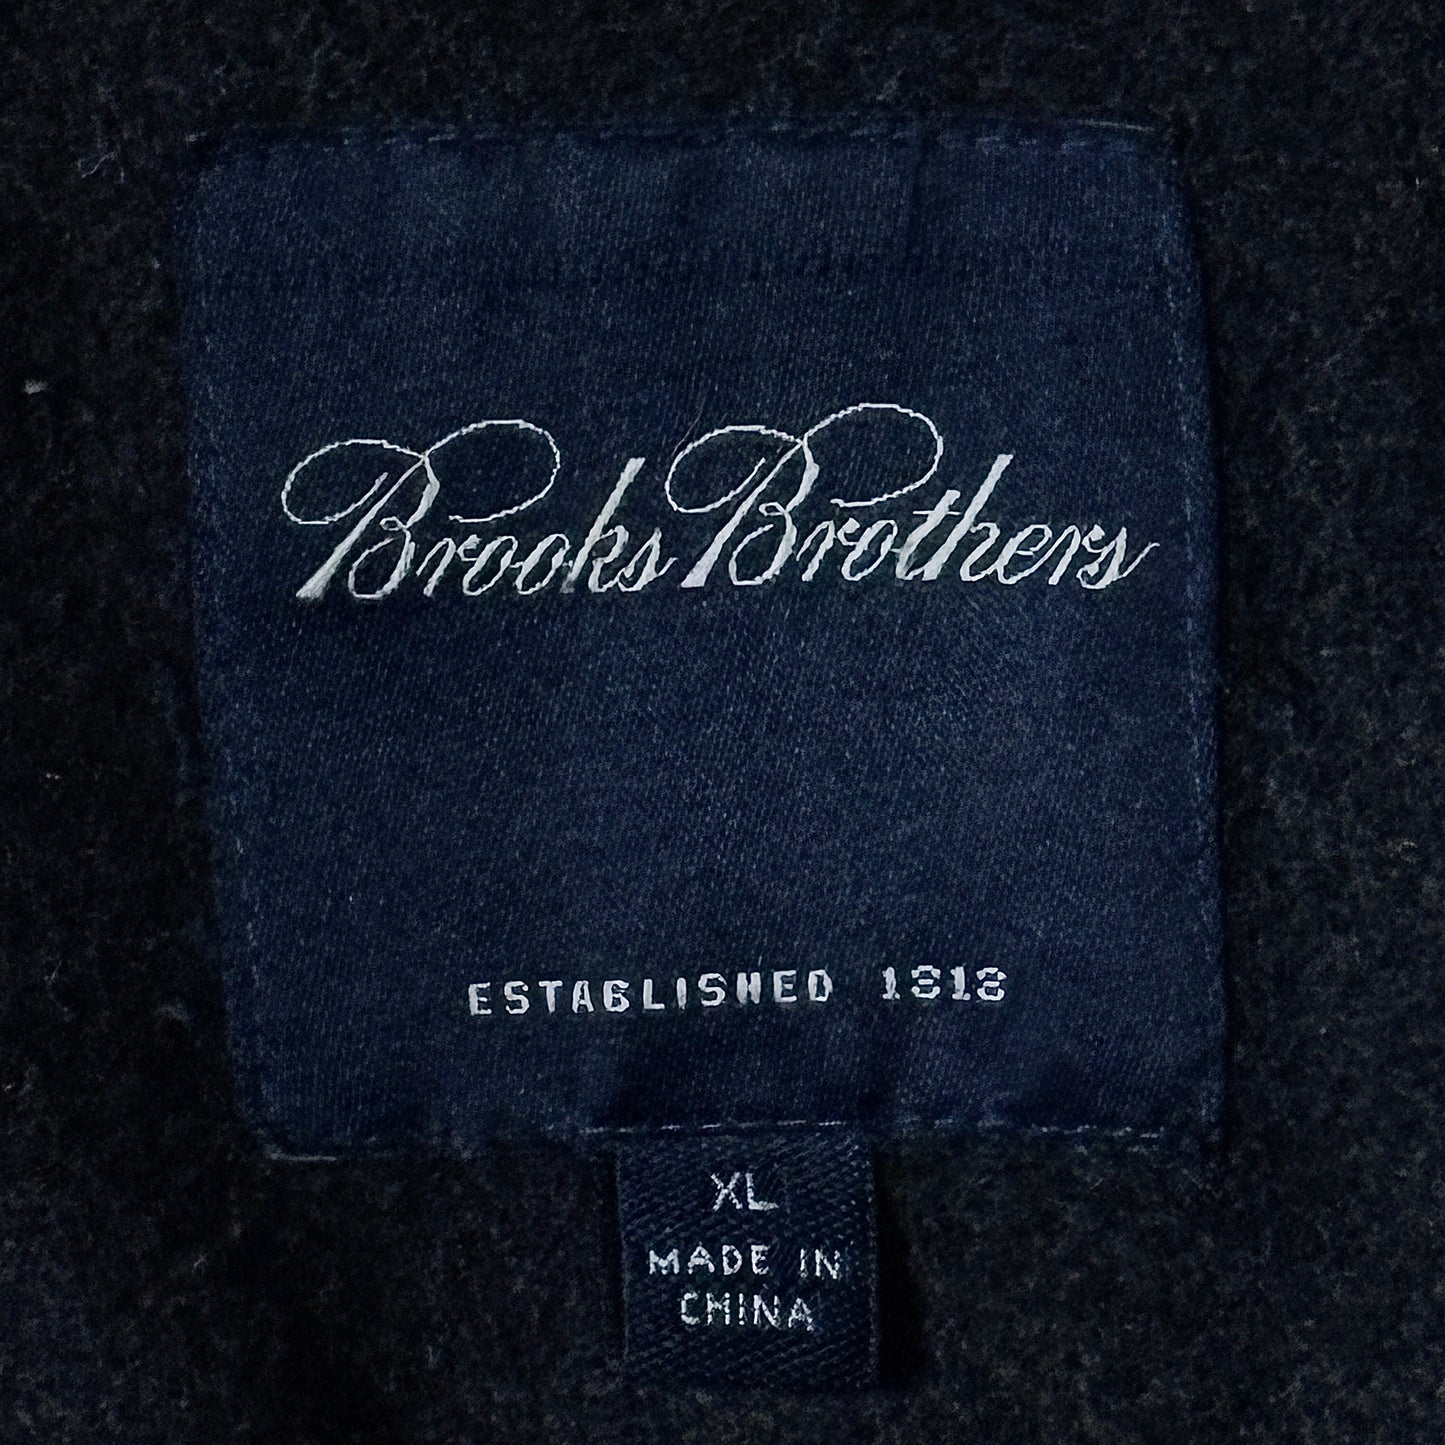 Brooks Brothers
ESTABLISHED 1818
XL
MADE IN
CHINA